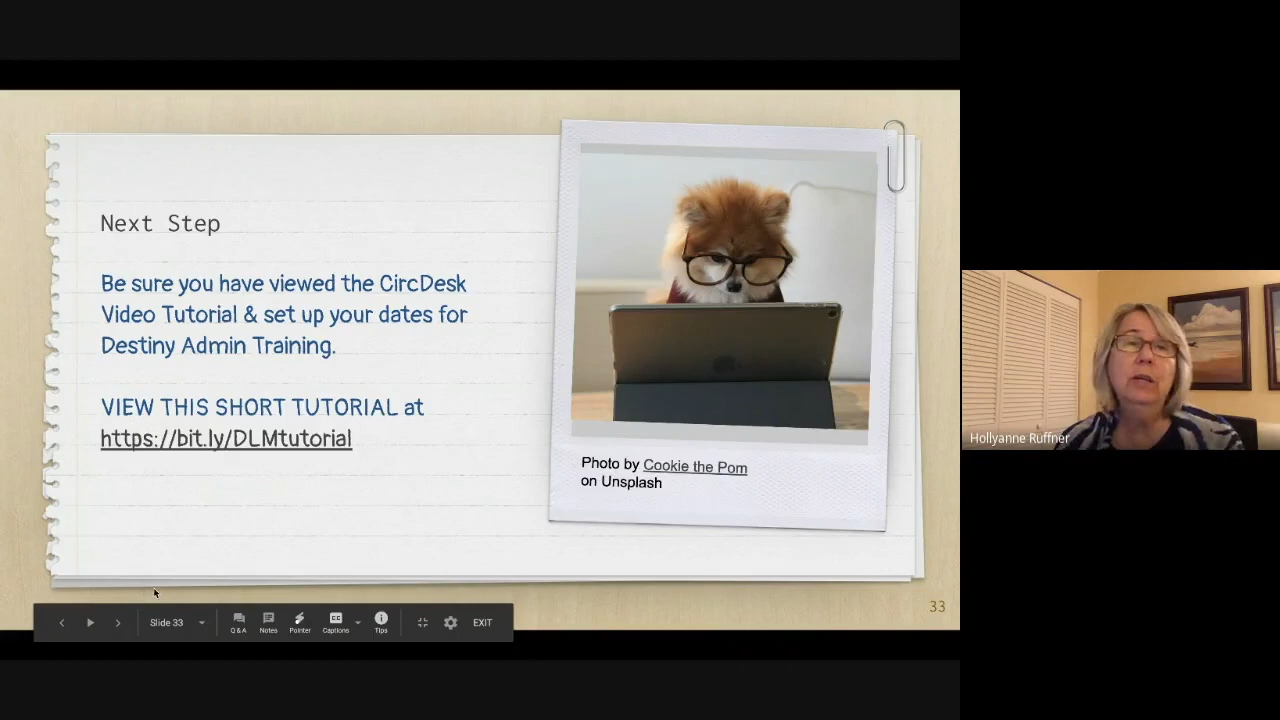 Next Step
Be sure you have viewed the CircDesk
Video Tutorial & set up your dates for
Destiny Admin Training.
VIEW THIS SHORT TUTORIAL at
https://bit.ly/DLMtutorial
Photo by Cookie the Pom
on Unsplash
Hollyanne Ruffner
33
Slide 33
Q & A
Notes
Pointer
CC
Captions
Tips
EXIT